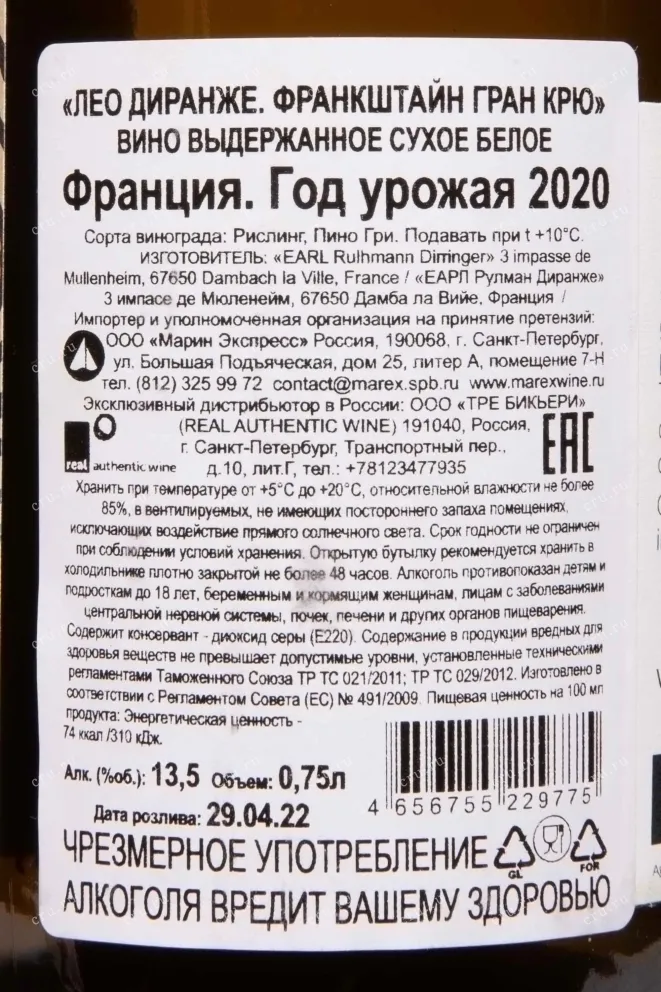 «ЛЕО ДИРАНЖЕ. ФРАНКШТАЙН ГРАН КРЮ»
ВИНО ВЫДЕРЖАННОЕ СУХОЕ БЕЛОЕ
Франция. Год урожая 2020
Сорта винограда: Рислинг, Пино Гри. Подавать при t +10°С.
ИЗГОТОВИТЕЛЬ: «EARL Rulhmann Dirringer» 3 impasse de
Mullenheim, 67650 Dambach la Ville, France / «ЕАРЛ Рулман Диранже»
3 импасе де Мюленейм, 67650 Дамба ла Вийе, Франция /
Импортер и уполномоченная организация на принятие претензий:
ООО «Марин Экспресс» Россия, 190068, г. Санкт-Петербург,
ул. Большая Подъяческая, дом 25, литер А, помещение 7-Н
тел. (812) 325 99 72 contact@marex.spb.ru www.marexwine.ru
Эксклюзивный дистрибьютор в России: ООО «ТРЕ БИКЬЕРИ»
(REAL AUTHENTIC WINE) 191040, Россия,
г. Санкт-Петербург, Транспортный пер.,
д.10, лит.Г, тел.: +78123477935
real authentic wine
EAC
Хранить при температуре от +5°С до +20°С, относительной влажности не более
85%, в вентилируемых, не имеющих постороннего запаха помещениях,
исключающих воздействие прямого солнечного света. Срок годности не ограничен
при соблюдении условий хранения. Открытую бутылку рекомендуется хранить в
холодильнике плотно закрытой не более 48 часов. Алкоголь противопоказан детям и
подросткам до 18 лет, беременным и кормящим женщинам, лицам с заболеваниями
центральной нервной системы, почек, печени и других органов пищеварения.
Содержит консервант - диоксид серы (Е220). Содержание в продукции вредных для
здоровья веществ не превышает допустимые уровни, установленные техническими
регламентами Таможенного Союза ТР ТС 021/2011; ТР ТС 029/2012. Изготовлено в
соответствии с Регламентом Совета (ЕС) № 491/2009. Пищевая ценность на 100 мл
продукта: Энергетическая ценность -
74 ккал /310 кДж.
Алк. (%об.): 13,5 Объем: 0,75л
4 656755 229775
Дата розлива: 29.04.22
ЧРЕЗМЕРНОЕ УПОТРЕБЛЕНИЕ
GL FOR
АЛКОГОЛЯ ВРЕДИТ ВАШЕМУ ЗДОРОВЬЮ